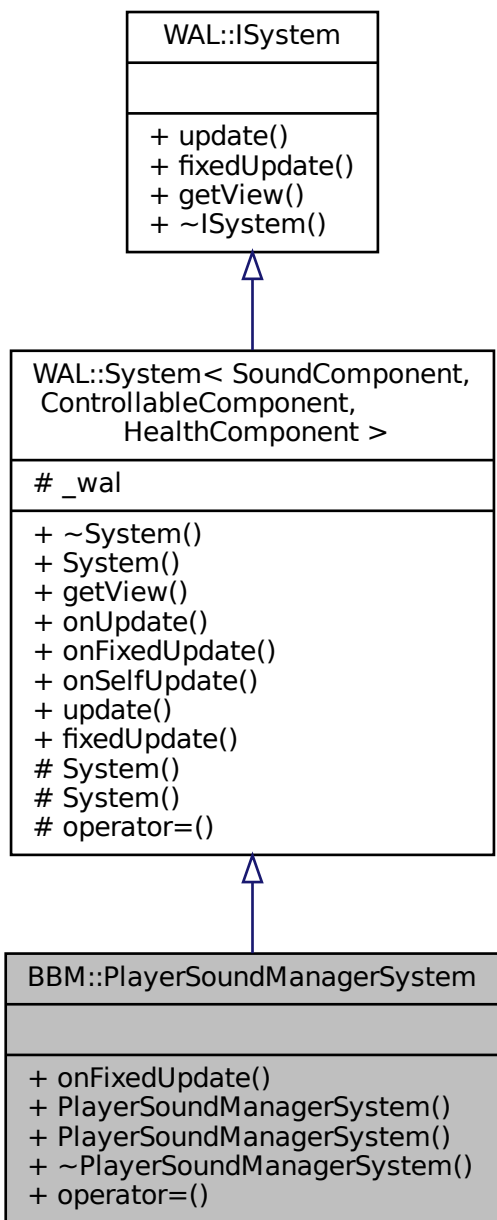 WAL::ISystem
+ update()
+ fixedUpdate()
+ getView()
+ ~ISystem()
WAL::System< SoundComponent,
ControllableComponent,
HealthComponent >
# _wal
+ ~System()
+ System()
+ getView()
+ onUpdate()
+ onFixedUpdate()
+ onSelfUpdate()
+ update()
+ fixedUpdate()
# System()
# System()
# operator=()
BBM::PlayerSoundManagerSystem
+ onFixedUpdate()
+ PlayerSoundManagerSystem()
+ PlayerSoundManagerSystem()
+ ~PlayerSoundManagerSystem()
+ operator=()